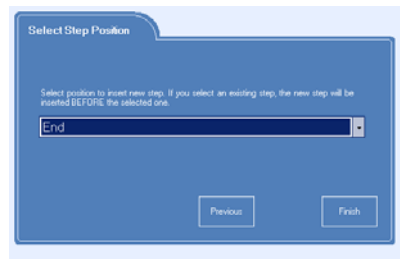 Select Step Position
Select position to insert new step. If you select an existing step, the new step will be
inserted BEFORE the selected one.
End
Previous
Finish